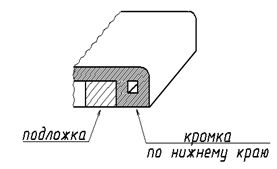 подложка
кромка
по нижнему краю